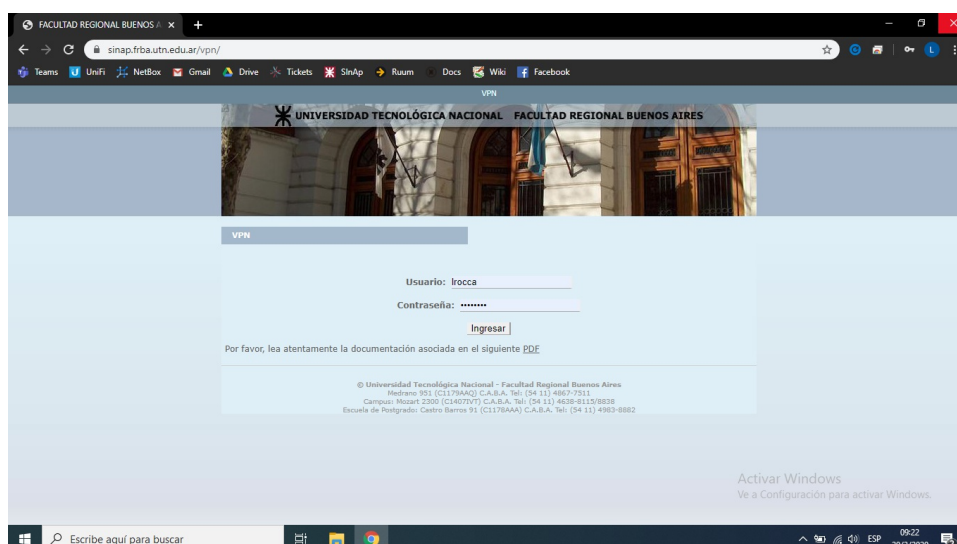 FACULTAD REGIONAL BUENOS A
sinap.frba.utn.edu.ar/vpn/
Teams UniFi NetBox Gmail Drive Tickets SInAp Ruum Docs Wiki Facebook
VPN
UNIVERSIDAD TECNOLÓGICA NACIONAL FACULTAD REGIONAL BUENOS AIRES
VPN
Usuario: lrocca
Contraseña: ••••••••
Ingresar
Por favor, lea atentamente la documentación asociada en el siguiente PDF
© Universidad Tecnológica Nacional - Facultad Regional Buenos Aires
Medrano 951 (C1179AAQ) C.A.B.A. Tel: (54 11) 4867-7511
Campus: Mozart 2300 (C1407IVT) C.A.B.A. Tel: (54 11) 4638-8115/8838
Escuela de Postgrado: Castro Barros 91 (C1178AAA) C.A.B.A. Tel: (54 11) 4983-8882
Activar Windows
Ve a Configuración para activar Windows.
Escribe aquí para buscar
ESP
09:22